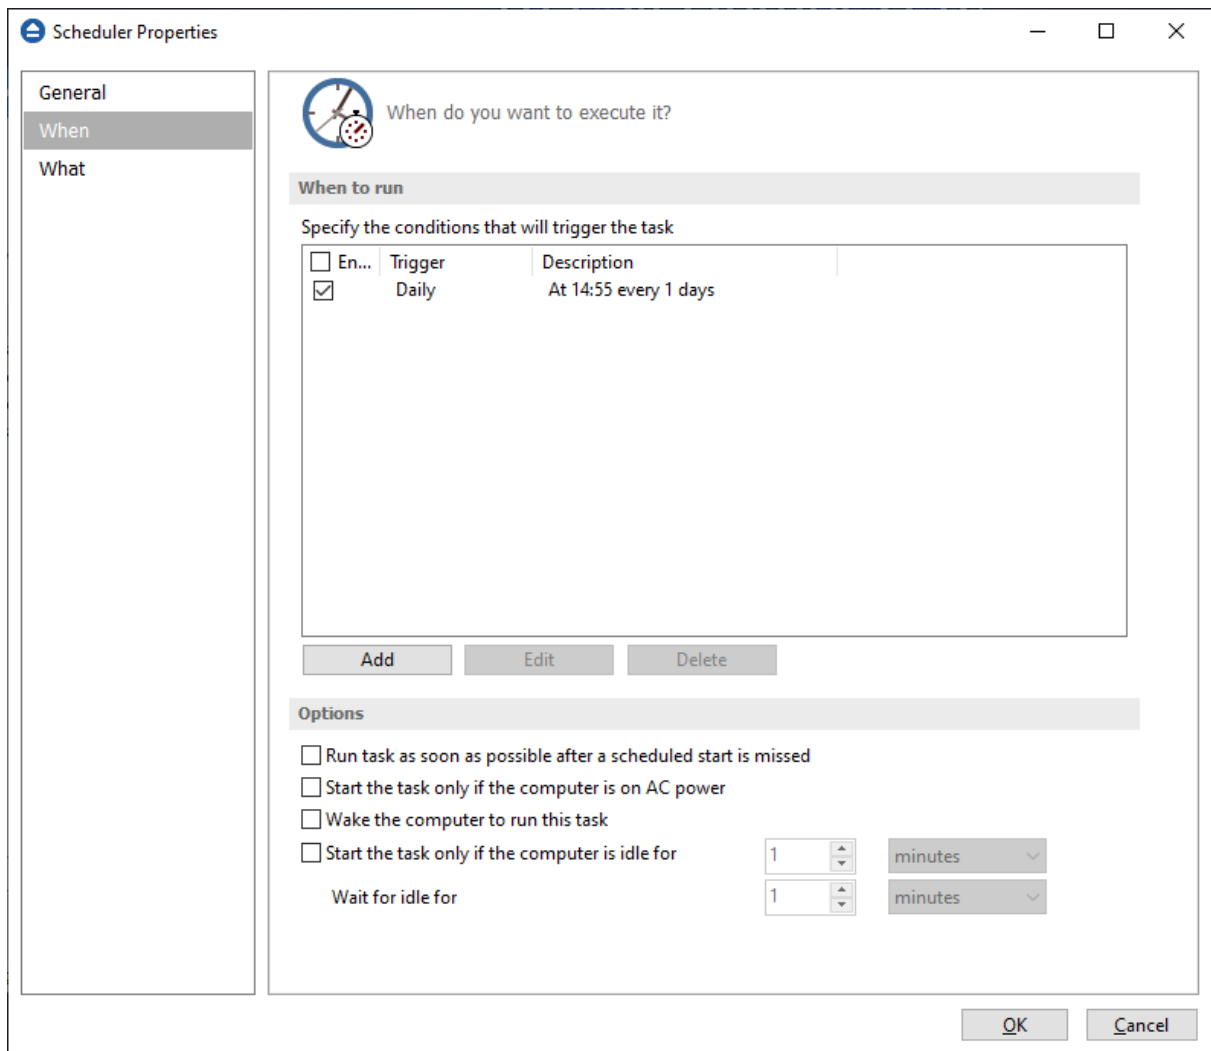 Scheduler Properties
General
When
What
When do you want to execute it?
When to run
Specify the conditions that will trigger the task
En... Trigger Description
Daily At 14:55 every 1 days
Add Edit Delete
Options
Run task as soon as possible after a scheduled start is missed
Start the task only if the computer is on AC power
Wake the computer to run this task
Start the task only if the computer is idle for 1 minutes
Wait for idle for 1 minutes
OK Cancel